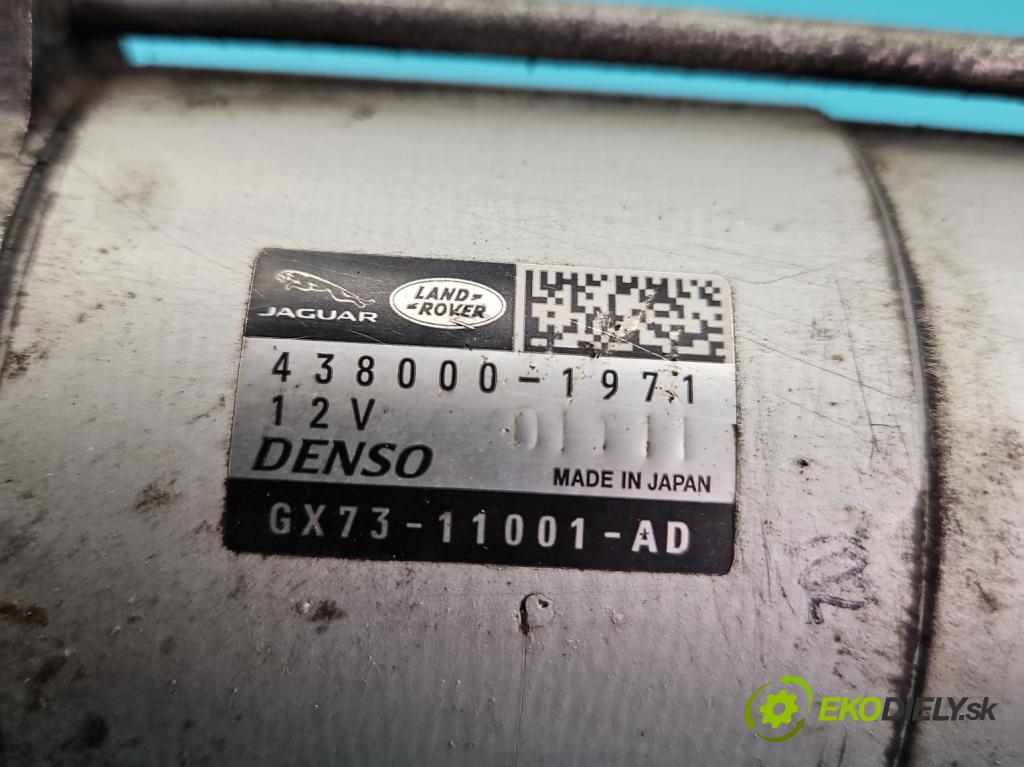 JAGUAR
LAND-
-ROVER
438000-1971
12V
DENSO
MADE IN JAPAN
GX73-11001-AD
EKODIELY.sk